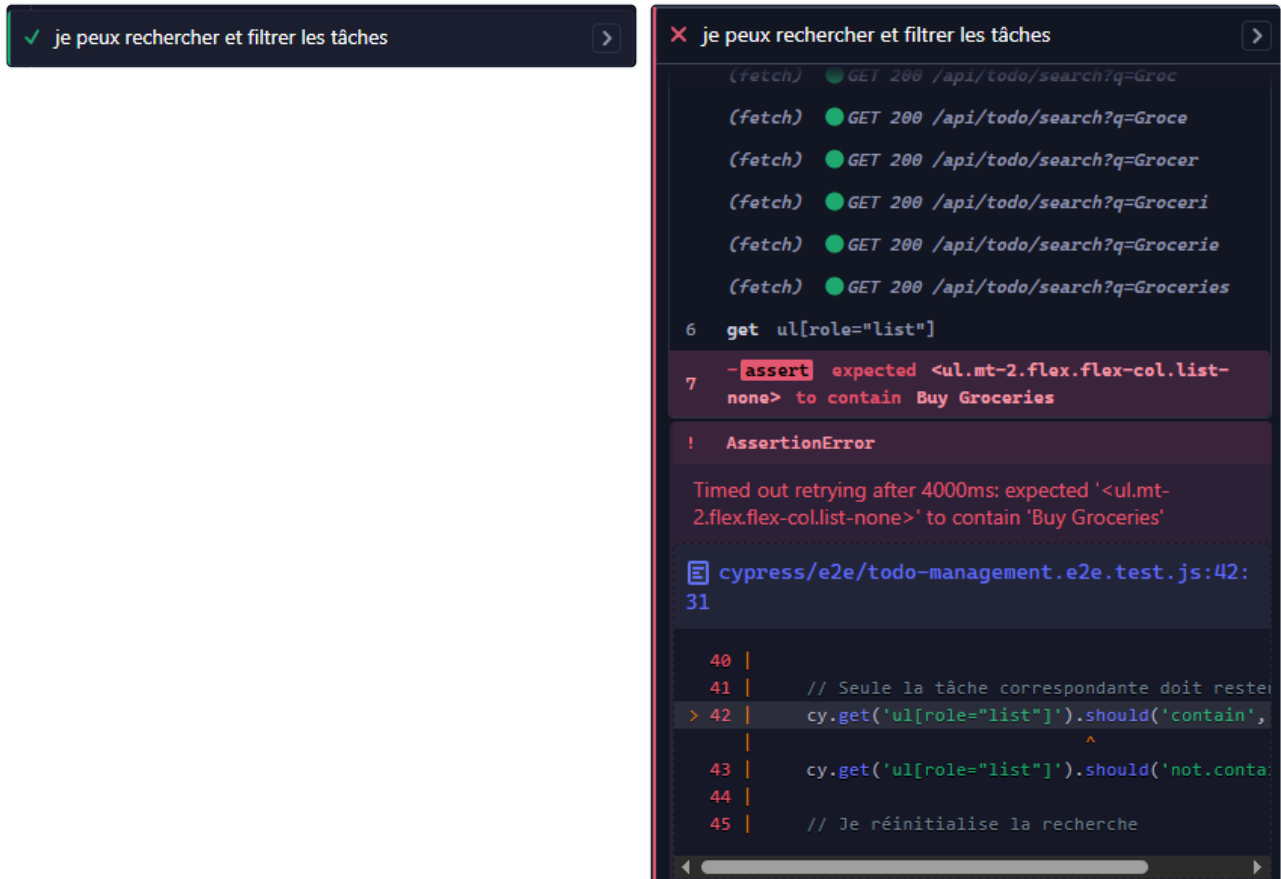 je peux rechercher et filtrer les tâches
je peux rechercher et filtrer les tâches
(fetch) GET 200 /api/todo/search?q=Groc
(fetch) GET 200 /api/todo/search?q=Groce
(fetch) GET 200 /api/todo/search?q=Grocer
(fetch) GET 200 /api/todo/search?q=Groceri
(fetch) GET 200 /api/todo/search?q=Grocerie
(fetch) GET 200 /api/todo/search?q=Groceries
6 get ul[role="list"]
7 -assert expected <ul.mt-2.flex.flex-col.list-
none> to contain Buy Groceries
! AssertionError
Timed out retrying after 4000ms: expected '<ul.mt-
2.flex.flex-col.list-none>' to contain 'Buy Groceries'
cypress/e2e/todo-management.e2e.test.js:42:
31
40 |
41 | // Seule la tâche correspondante doit rester
> 42 | cy.get('ul[role="list"]').should('contain',
| ^
43 | cy.get('ul[role="list"]').should('not.contai
44 |
45 | // Je réinitialise la recherche